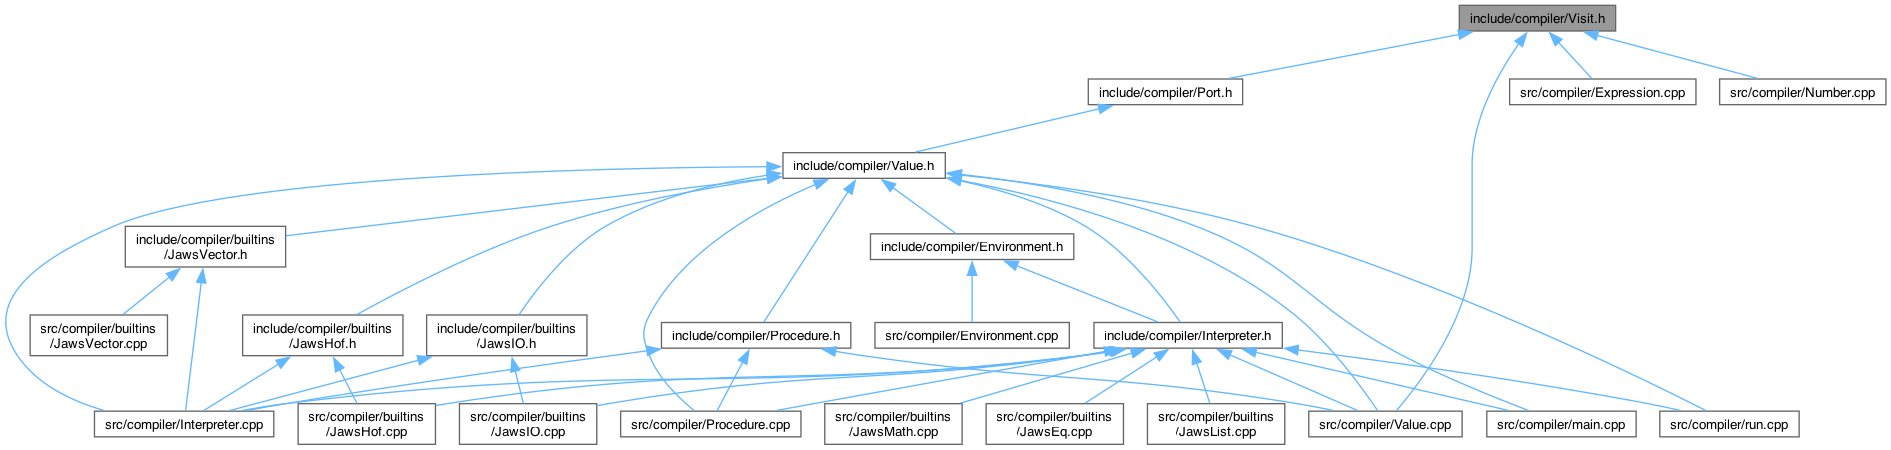 include/compiler/Visit.h
include/compiler/Port.h
src/compiler/Expression.cpp
src/compiler/Number.cpp
include/compiler/Value.h
include/compiler/builtins
/JawsVector.h
include/compiler/Environment.h
src/compiler/builtins
/JawsVector.cpp
include/compiler/builtins
/JawsHof.h
include/compiler/builtins
/JawsIO.h
include/compiler/Procedure.h
src/compiler/Environment.cpp
include/compiler/Interpreter.h
src/compiler/Interpreter.cpp
src/compiler/builtins
/JawsHof.cpp
src/compiler/builtins
/JawsIO.cpp
src/compiler/Procedure.cpp
src/compiler/builtins
/JawsMath.cpp
src/compiler/builtins
/JawsEq.cpp
src/compiler/builtins
/JawsList.cpp
src/compiler/Value.cpp
src/compiler/main.cpp
src/compiler/run.cpp